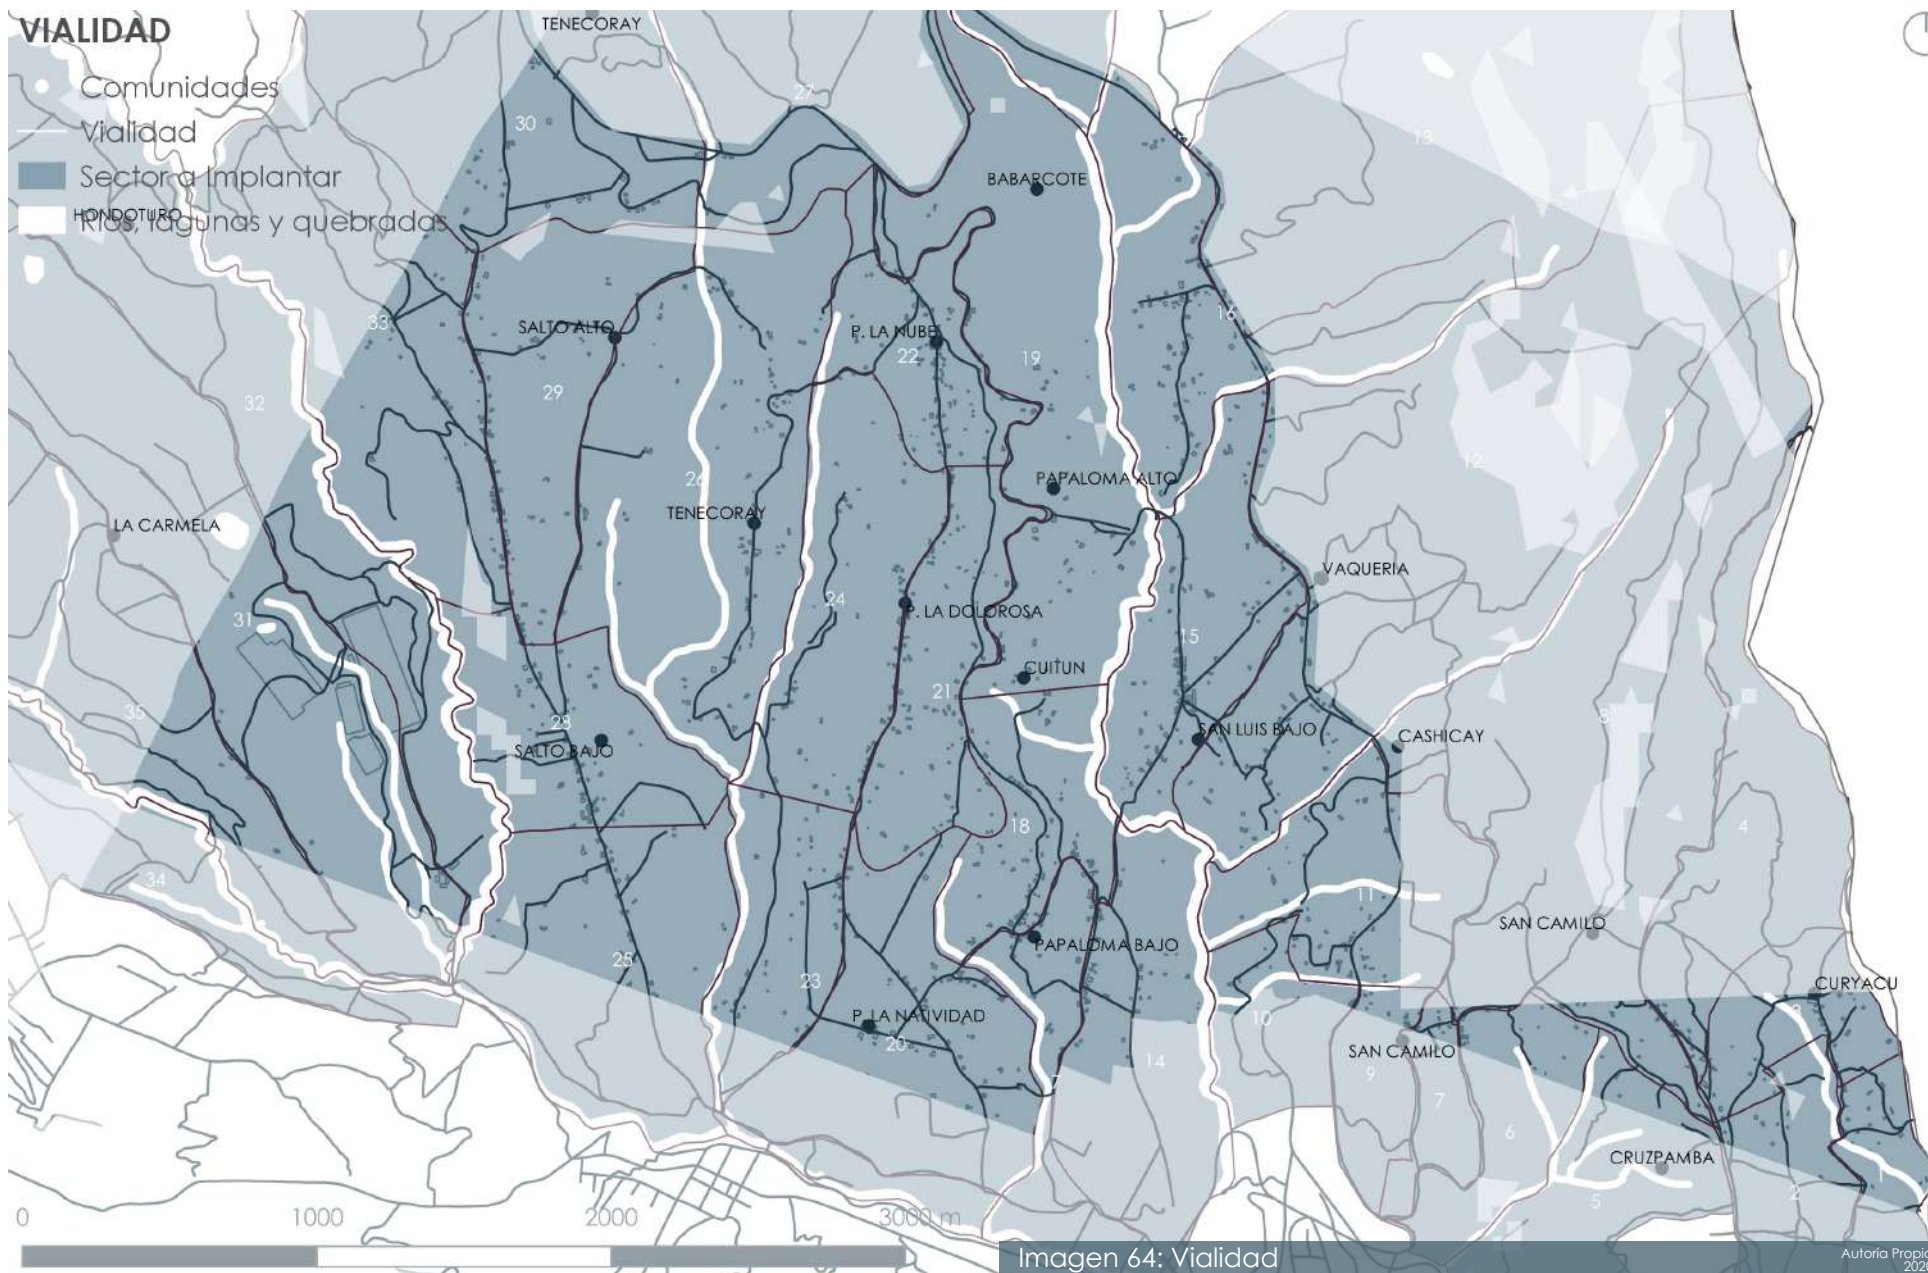 VIALIDAD
Comunidades
Vialidad
Sector a Implantar
Ríos, lagunas y quebradas
HONDOTURO
TENECORAY
27
30
13
BABARCOTE
33
SALTO ALTO
P. LA NUBE
22
19
16
32
29
26
12
PAPALOMA ALTO
TENECORAY
LA CARMELA
VAQUERIA
24
P. LA DOLOROSA
31
15
CUITUN
21
35
28
SALTO BAJO
SAN LUIS BAJO
CASHICAY
8
18
4
34
11
SAN CAMILO
PAPALOMA BAJO
25
23
CURYACU
3
P. LA NATIVIDAD
20
10
14
SAN CAMILO
9
7
6
CRUZPAMBA
5
2
1
0
1000
2000
3000 m
Imagen 64: Vialidad
Autoría Propia